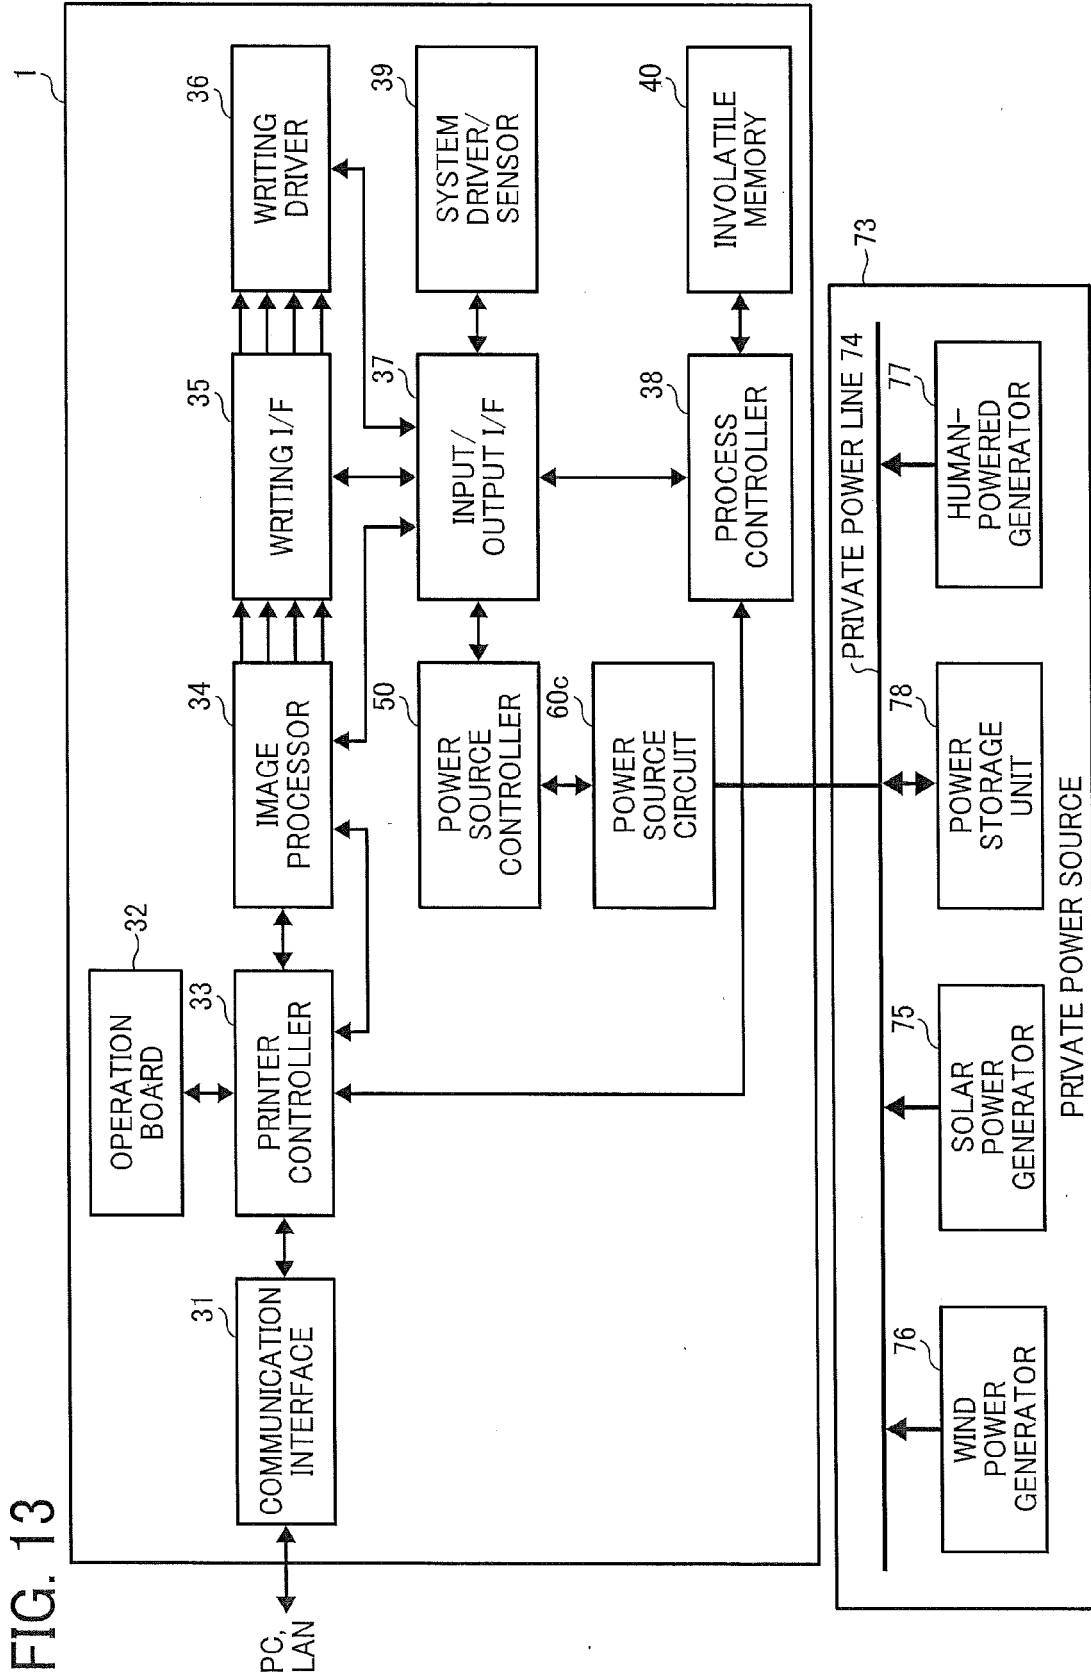 FIG. 13
1
PC,
LAN
31
COMMUNICATION
INTERFACE
32
OPERATION
BOARD
33
PRINTER
CONTROLLER
34
IMAGE
PROCESSOR
35
WRITING I/F
36
WRITING
DRIVER
50
POWER
SOURCE
CONTROLLER
37
INPUT/
OUTPUT I/F
39
SYSTEM
DRIVER/
SENSOR
60c
POWER
SOURCE
CIRCUIT
38
PROCESS
CONTROLLER
40
INVOLATILE
MEMORY
73
PRIVATE POWER LINE 74
76
WIND
POWER
GENERATOR
75
SOLAR
POWER
GENERATOR
78
POWER
STORAGE
UNIT
77
HUMAN-
POWERED
GENERATOR
PRIVATE POWER SOURCE